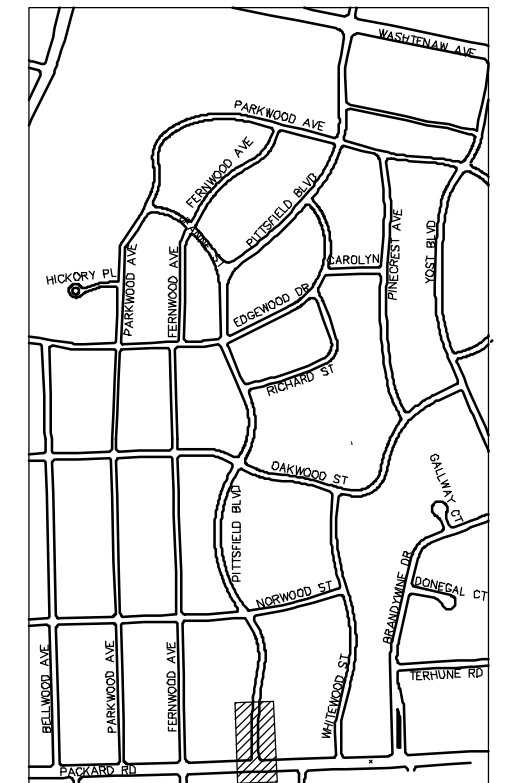 WASHTENAW AVE
PARKWOOD AVE
FERNWOOD AVE
PITTSFIELD BLVD
PINECREST AVE
YOST BLVD
CAROLYN
HICKORY PL
PARKWOOD AVE
FERNWOOD AVE
EDGEWOOD DR
RICHARD ST
OAKWOOD ST
GALLWAY CT
PITTSFIELD BLVD
BRANDYWINE DR
DONEGAL CT
NORWOOD ST
BELLWOOD AVE
PARKWOOD AVE
FERNWOOD AVE
WHITEWOOD ST
TERHUNE RD
PACKARD RD